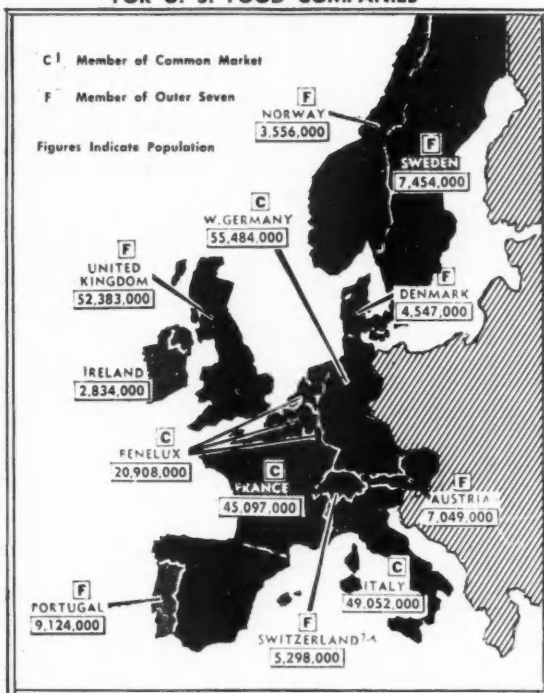 FOR U. S. FOOD COMPANIES
C Member of Common Market
F Member of Outer Seven
Figures Indicate Population
F
NORWAY
3,556,000
F
SWEDEN
7,454,000
C
W. GERMANY
55,484,000
F
UNITED
KINGDOM
52,383,000
F
DENMARK
4,547,000
IRELAND
2,834,000
C
FENELUX
20,908,000
C
FRANCE
45,097,000
F
AUSTRIA
7,049,000
C
ITALY
49,052,000
F
PORTUGAL
9,124,000
F
SWITZERLAND
5,298,000